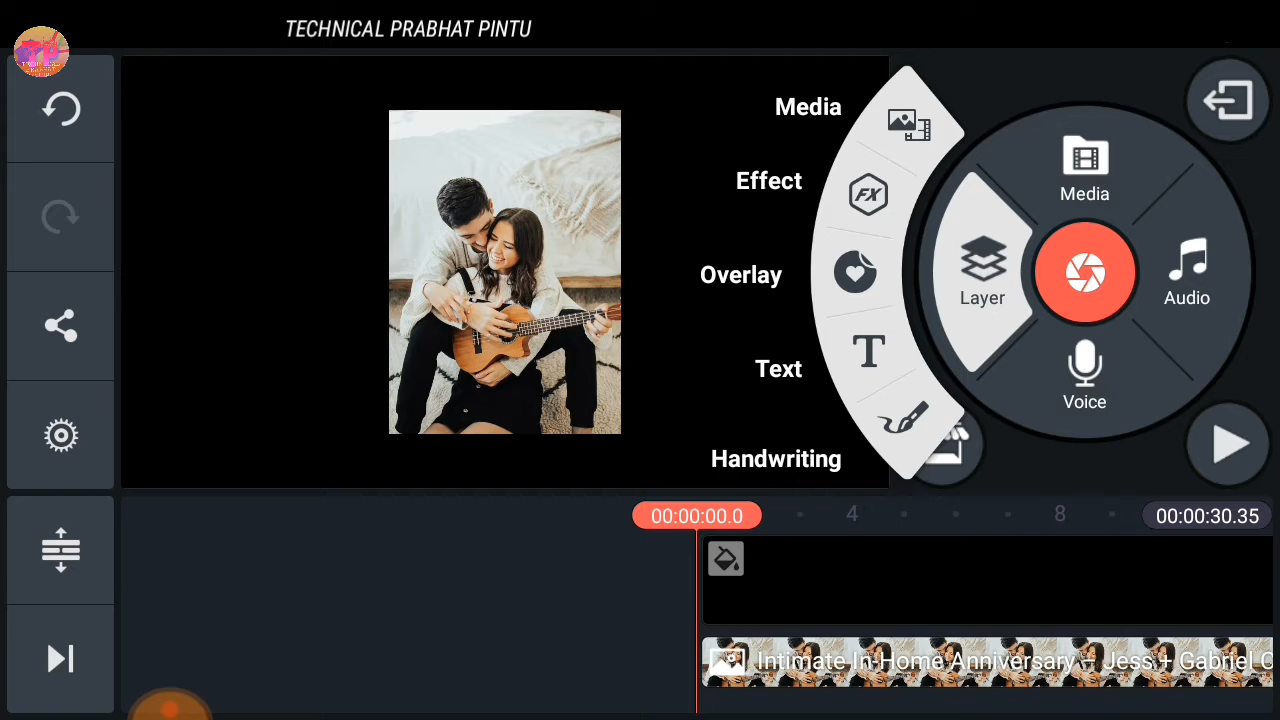 TECHNICAL PRABHAT PINTU
Media
Effect
Overlay
Text
Handwriting
FX
T
Media
Layer
Audio
Voice
00:00:00.0
4
8
00:00:30.35
Intimate In-Home Anniversary – Jess + Gabriel C